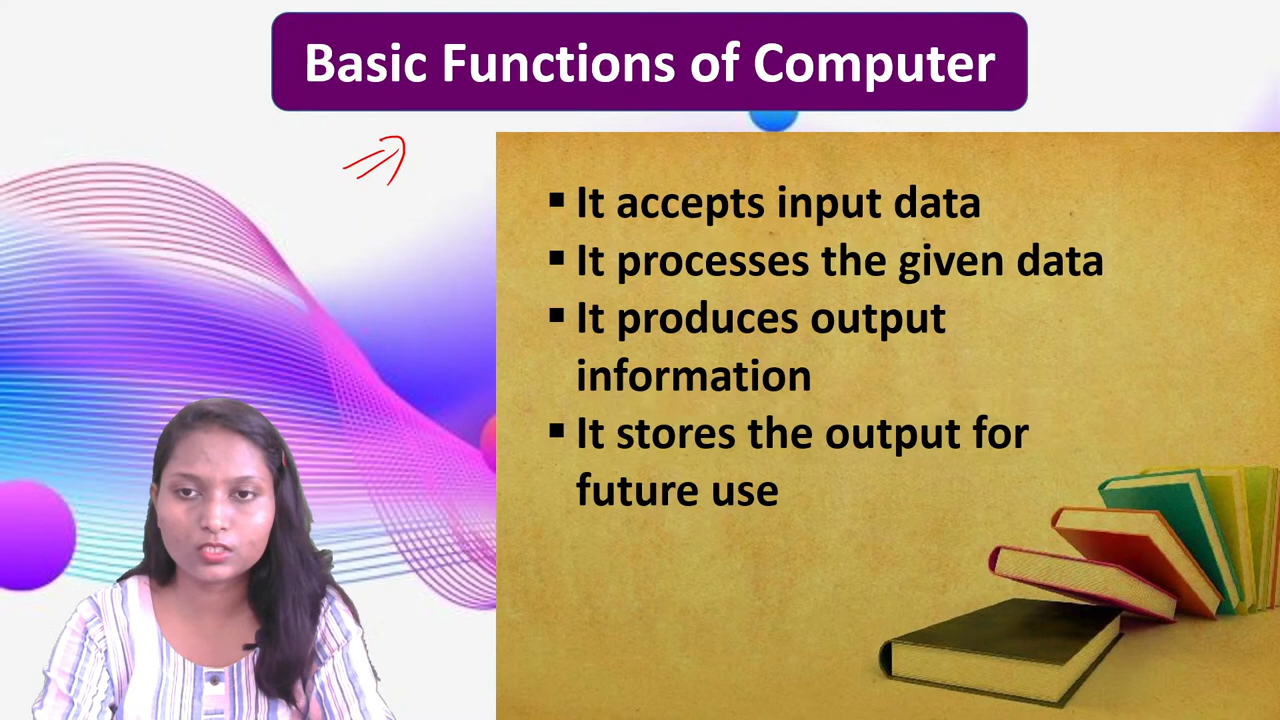 Basic Functions of Computer
▪ It accepts input data
▪ It processes the given data
▪ It produces output
information
▪ It stores the output for
future use